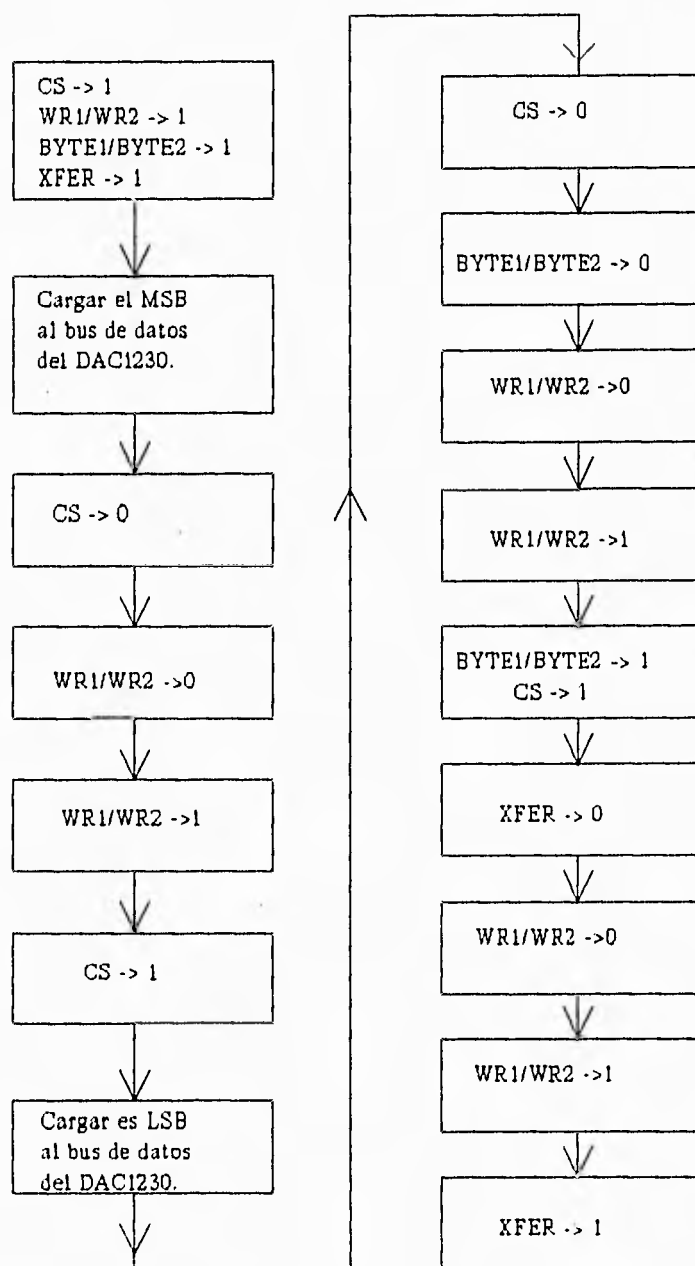 CS -> 1
WR1/WR2 -> 1
BYTE1/BYTE2 -> 1
XFER -> 1
Cargar el MSB
al bus de datos
del DAC1230.
CS -> 0
WR1/WR2 ->0
WR1/WR2 ->1
CS -> 1
Cargar es LSB
al bus de datos
del DAC1230.
CS -> 0
BYTE1/BYTE2 -> 0
WR1/WR2 ->0
WR1/WR2 ->1
BYTE1/BYTE2 -> 1
CS -> 1
XFER -> 0
WR1/WR2 ->0
WR1/WR2 ->1
XFER -> 1